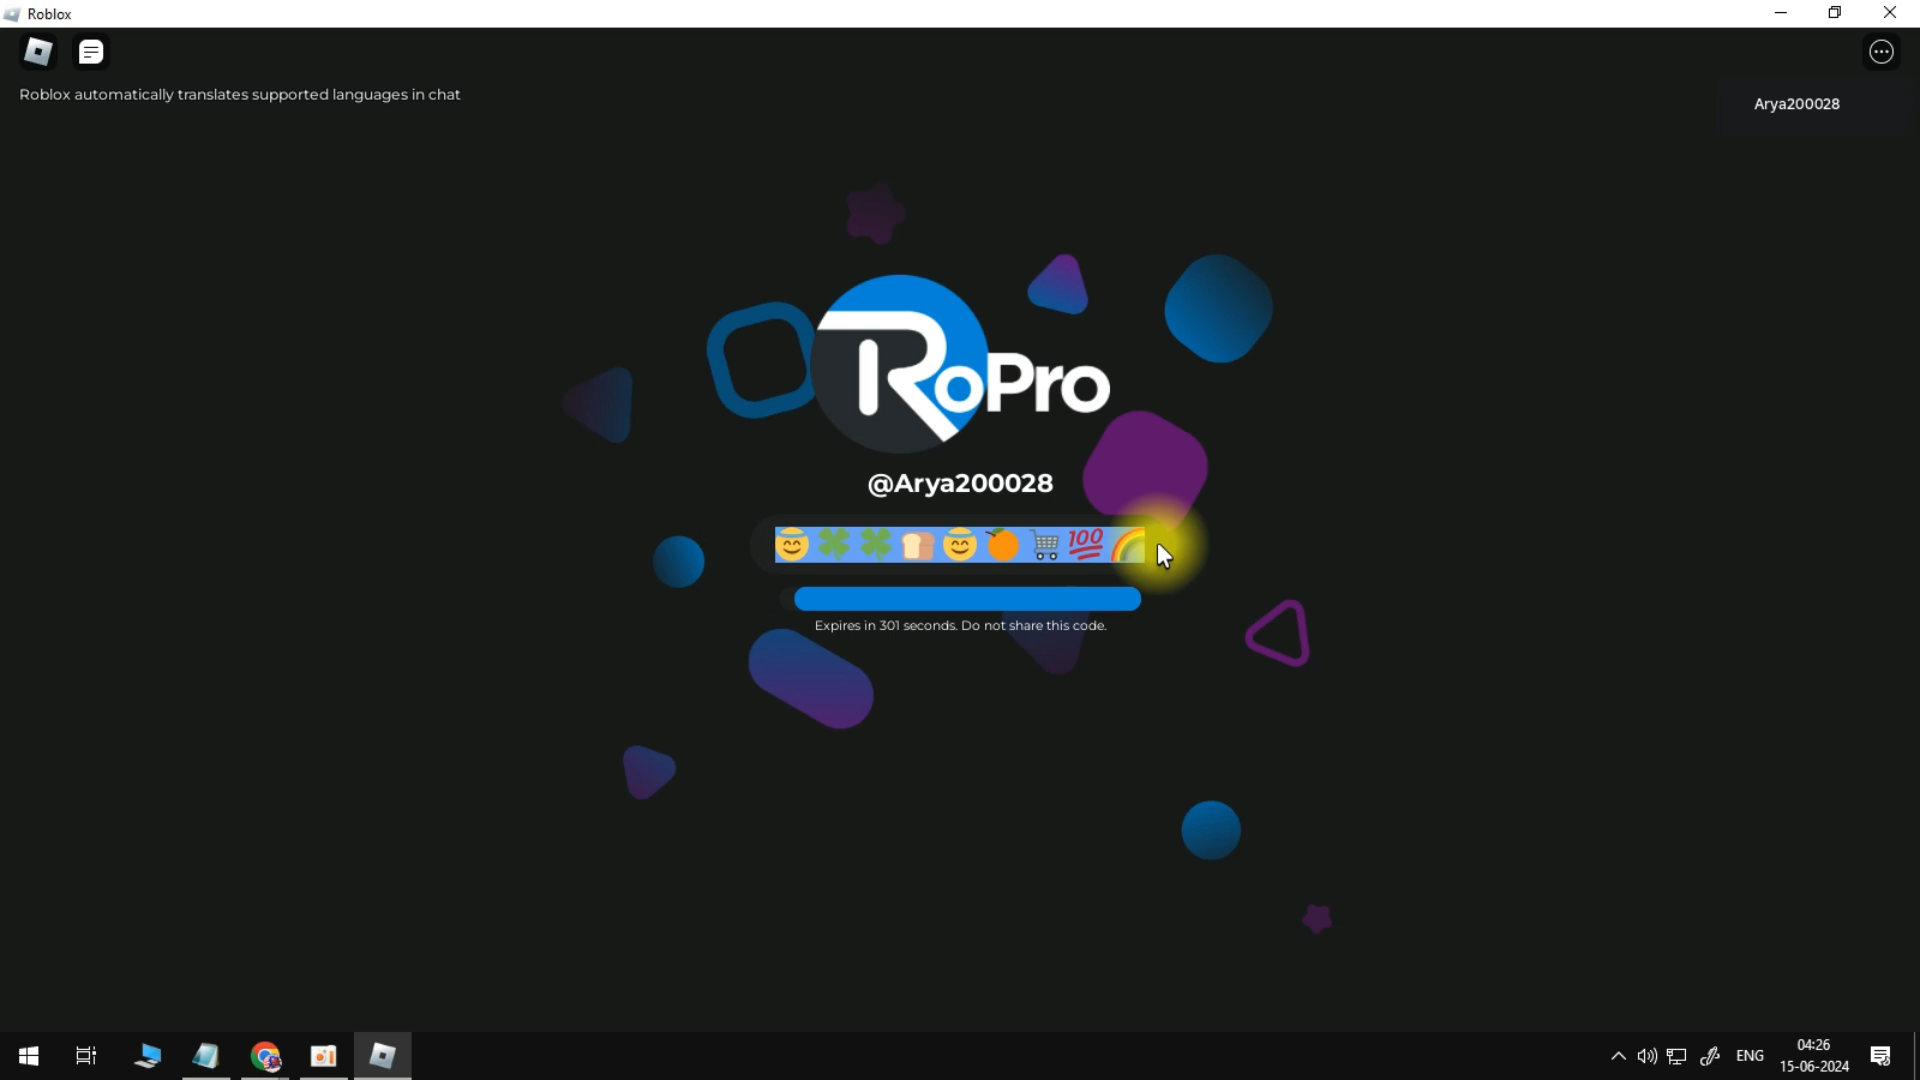 Roblox
Roblox automatically translates supported languages in chat
Arya200028
RoPro
@Arya200028
😇🍀🍀🍞😇🍊🛒💯🌈
Expires in 301 seconds. Do not share this code.
ENG
04:26
15-06-2024